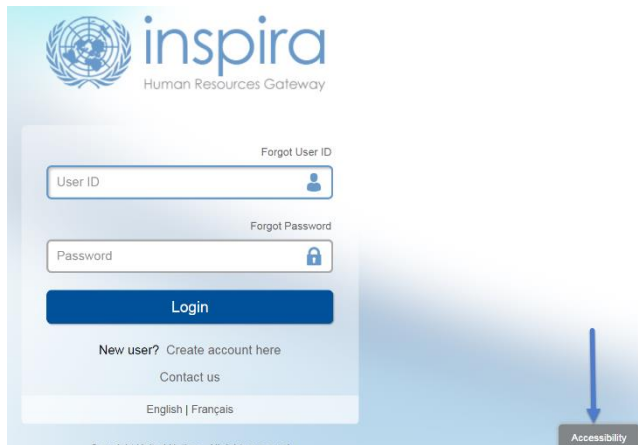 inspira
Human Resources Gateway
Forgot User ID
User ID
Forgot Password
Password
Login
New user? Create account here
Contact us
English | Français
Accessibility